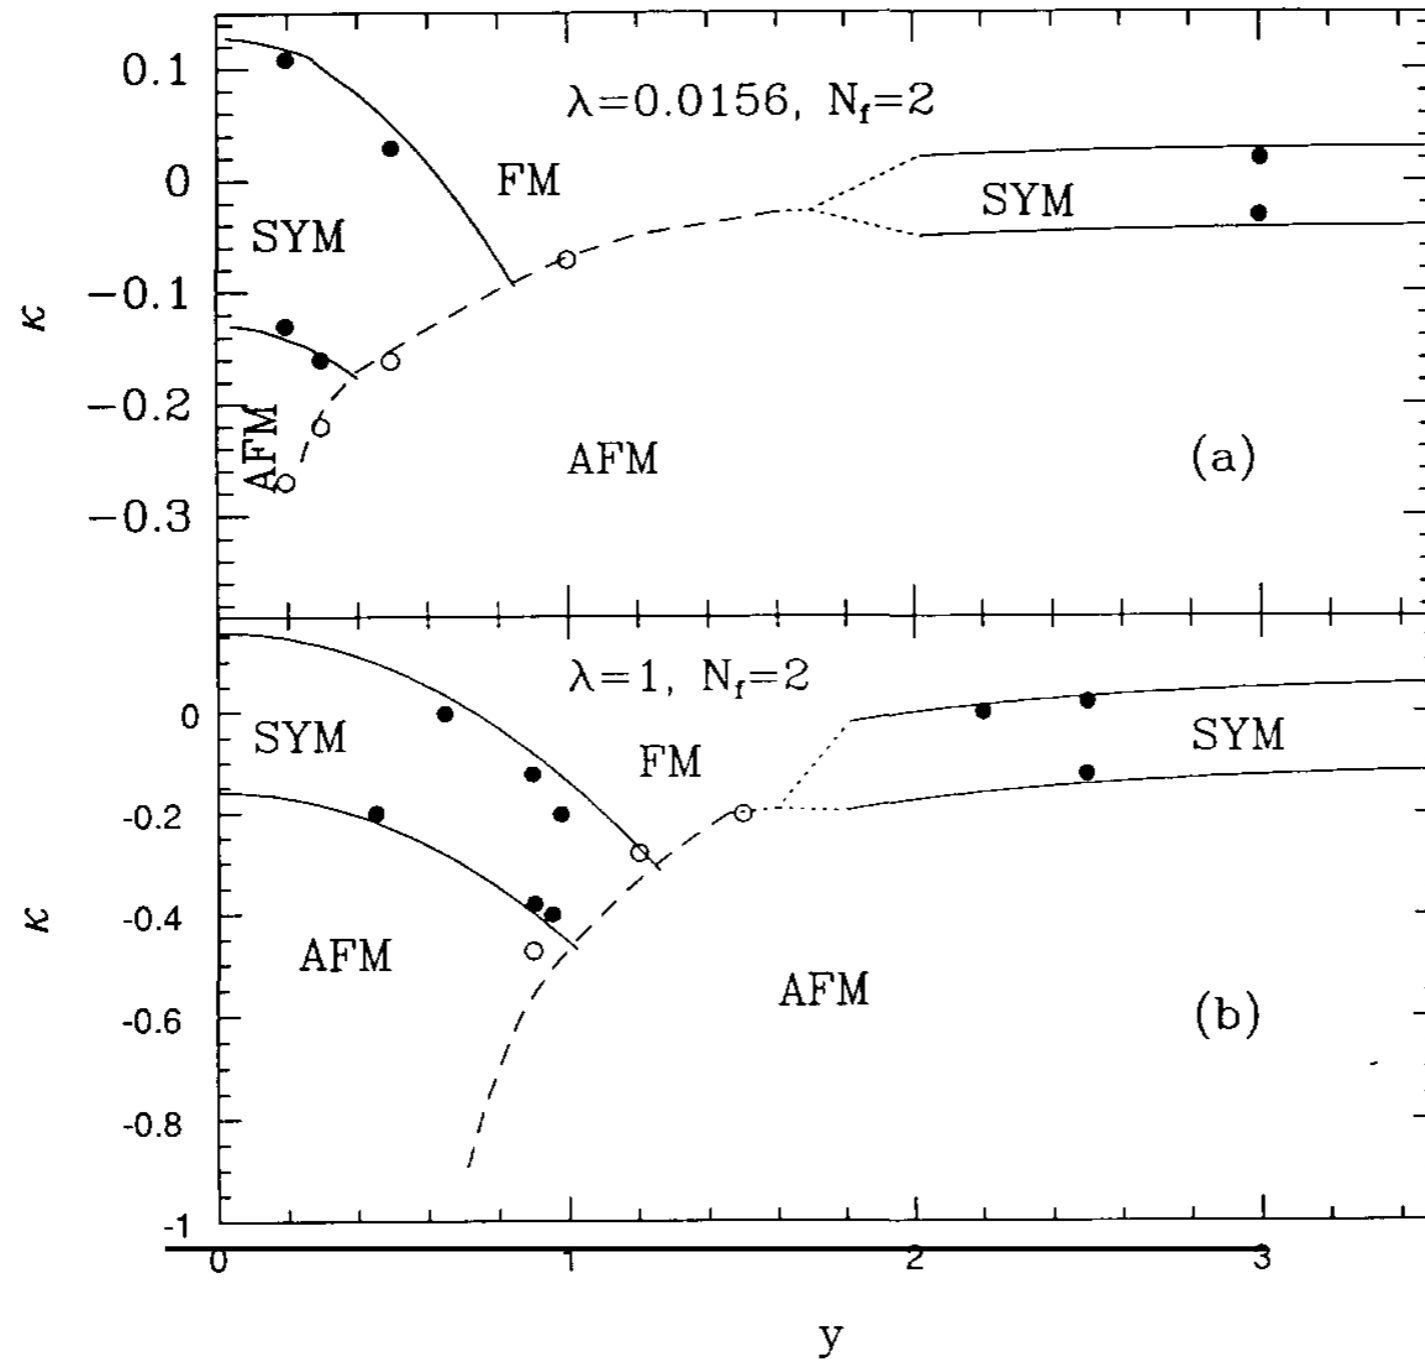 0.1
λ=0.0156, N_f=2
FM
0
SYM
SYM
κ
−0.1
−0.2
AFM
AFM
(a)
−0.3
λ=1, N_f=2
0
SYM
FM
SYM
-0.2
κ
-0.4
AFM
AFM
(b)
-0.6
-0.8
-1
0
1
2
3
y